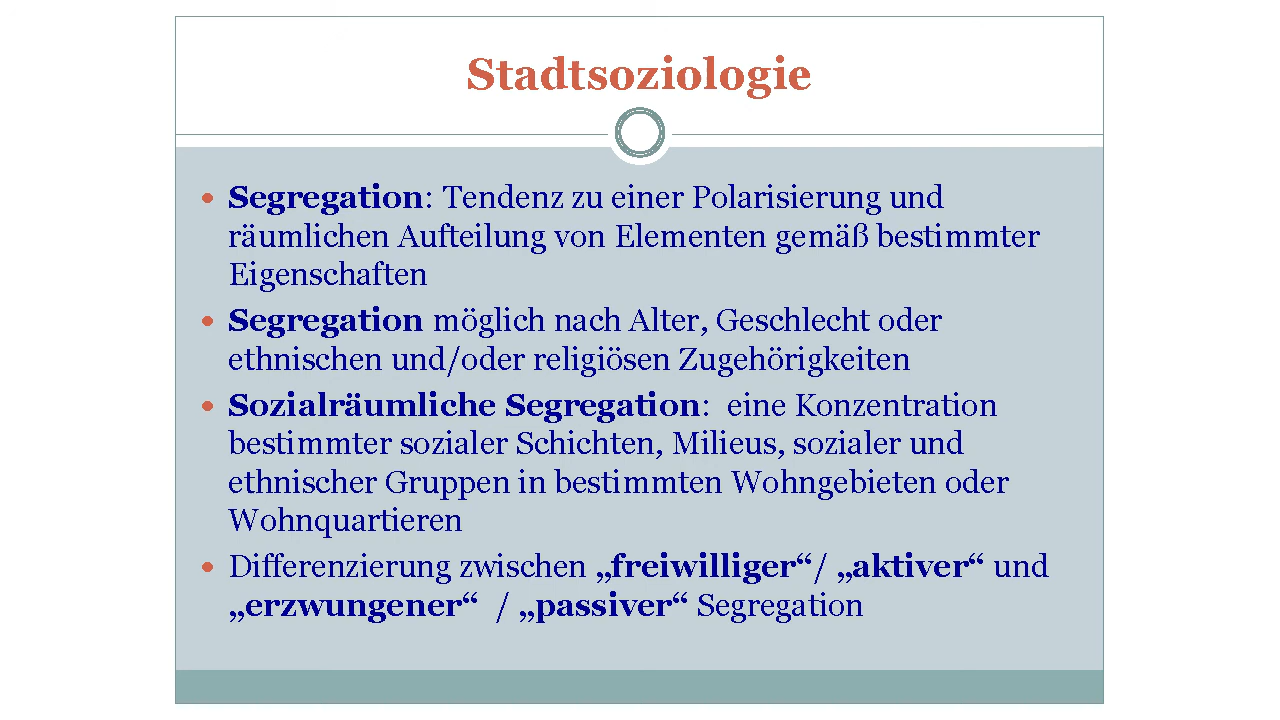 Stadtsoziologie
• Segregation: Tendenz zu einer Polarisierung und
räumlichen Aufteilung von Elementen gemäß bestimmter
Eigenschaften
• Segregation möglich nach Alter, Geschlecht oder
ethnischen und/oder religiösen Zugehörigkeiten
• Sozialräumliche Segregation:  eine Konzentration
bestimmter sozialer Schichten, Milieus, sozialer und
ethnischer Gruppen in bestimmten Wohngebieten oder
Wohnquartieren
• Differenzierung zwischen „freiwilliger“/ „aktiver“ und
„erzwungener“  / „passiver“ Segregation